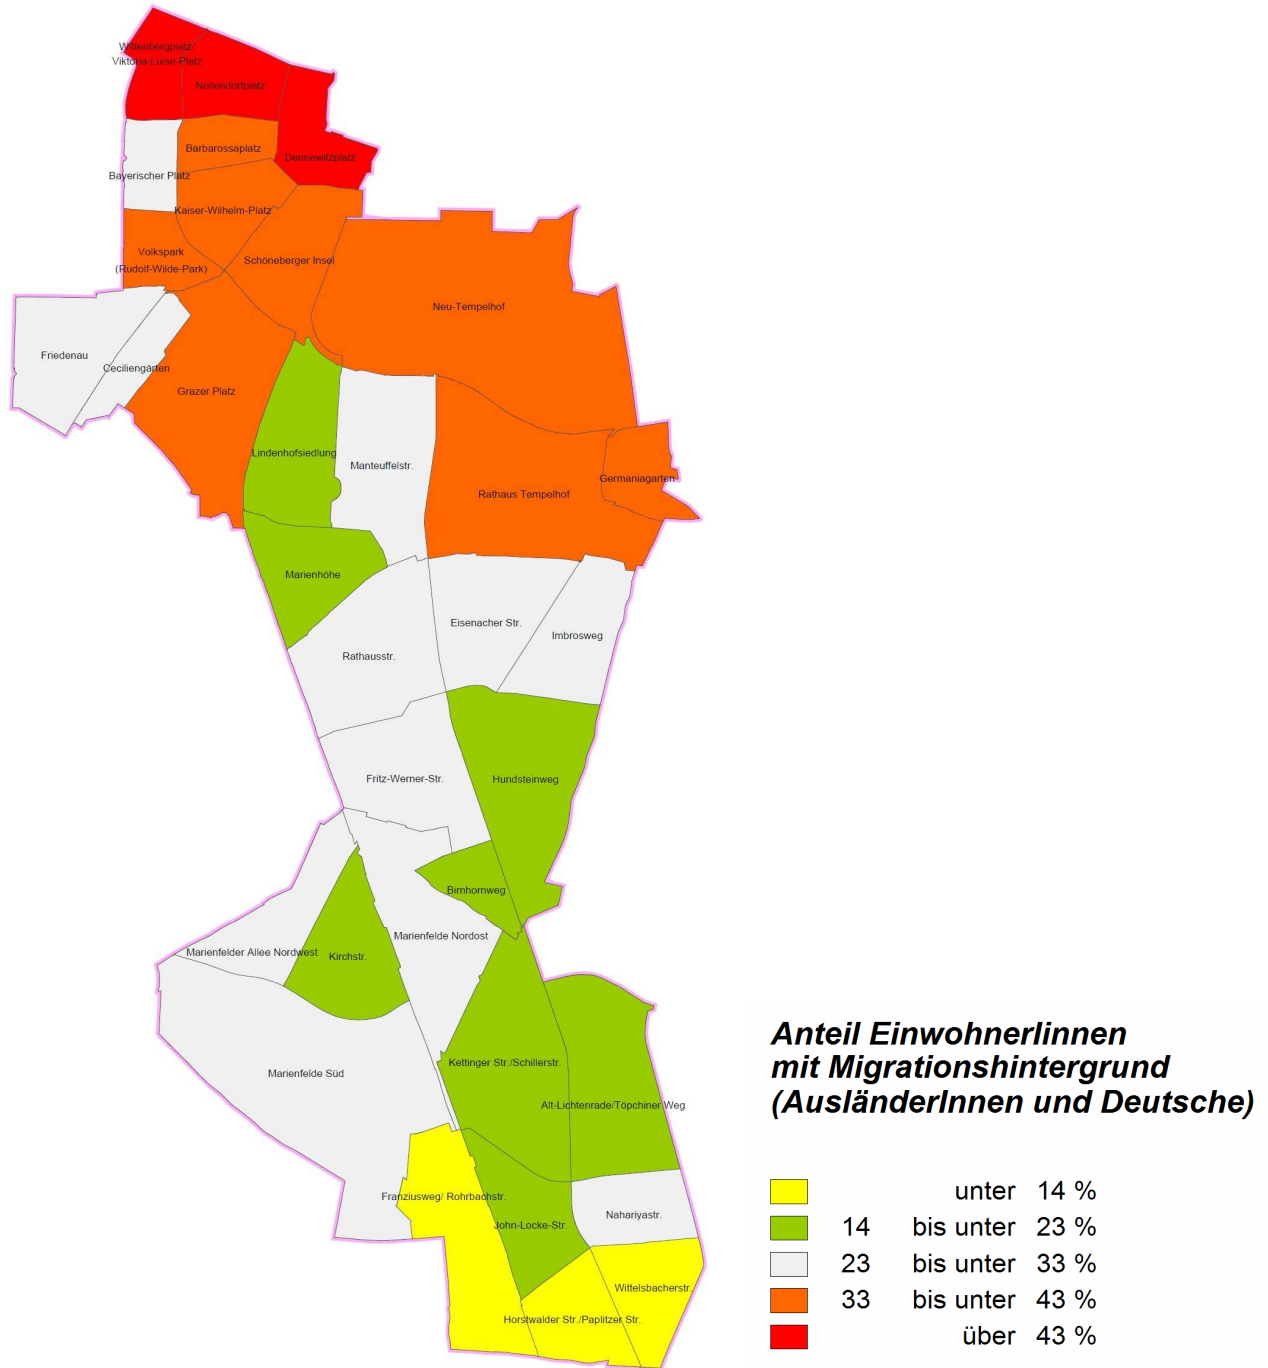 Wittenbergplatz/
Viktoria-Luise-Platz
Nollendorfplatz
Barbarossaplatz
Dennewitzplatz
Bayerischer Platz
Kaiser-Wilhelm-Platz
Volkspark
(Rudolf-Wilde-Park)
Schöneberger Insel
Neu-Tempelhof
Friedenau
Ceciliengärten
Grazer Platz
Lindenhofsiedlung
Manteuffelstr.
Rathaus Tempelhof
Germaniagarten
Marienhöhe
Eisenacher Str.
Imbrosweg
Rathausstr.
Fritz-Werner-Str.
Hundsteinweg
Birnhornweg
Marienfelde Nordost
Marienfelder Allee Nordwest
Kirchstr.
Kettinger Str./Schillerstr.
Marienfelde Süd
Alt-Lichtenrade/Töpchiner Weg
Franziusweg/ Rohrbachstr.
John-Locke-Str.
Nahariyastr.
Wittelsbacherstr.
Horstwalder Str./Paplitzer Str.
Anteil EinwohnerIinnen
mit Migrationshintergrund
(AusländerInnen und Deutsche)
unter 14 %
14 bis unter 23 %
23 bis unter 33 %
33 bis unter 43 %
über 43 %